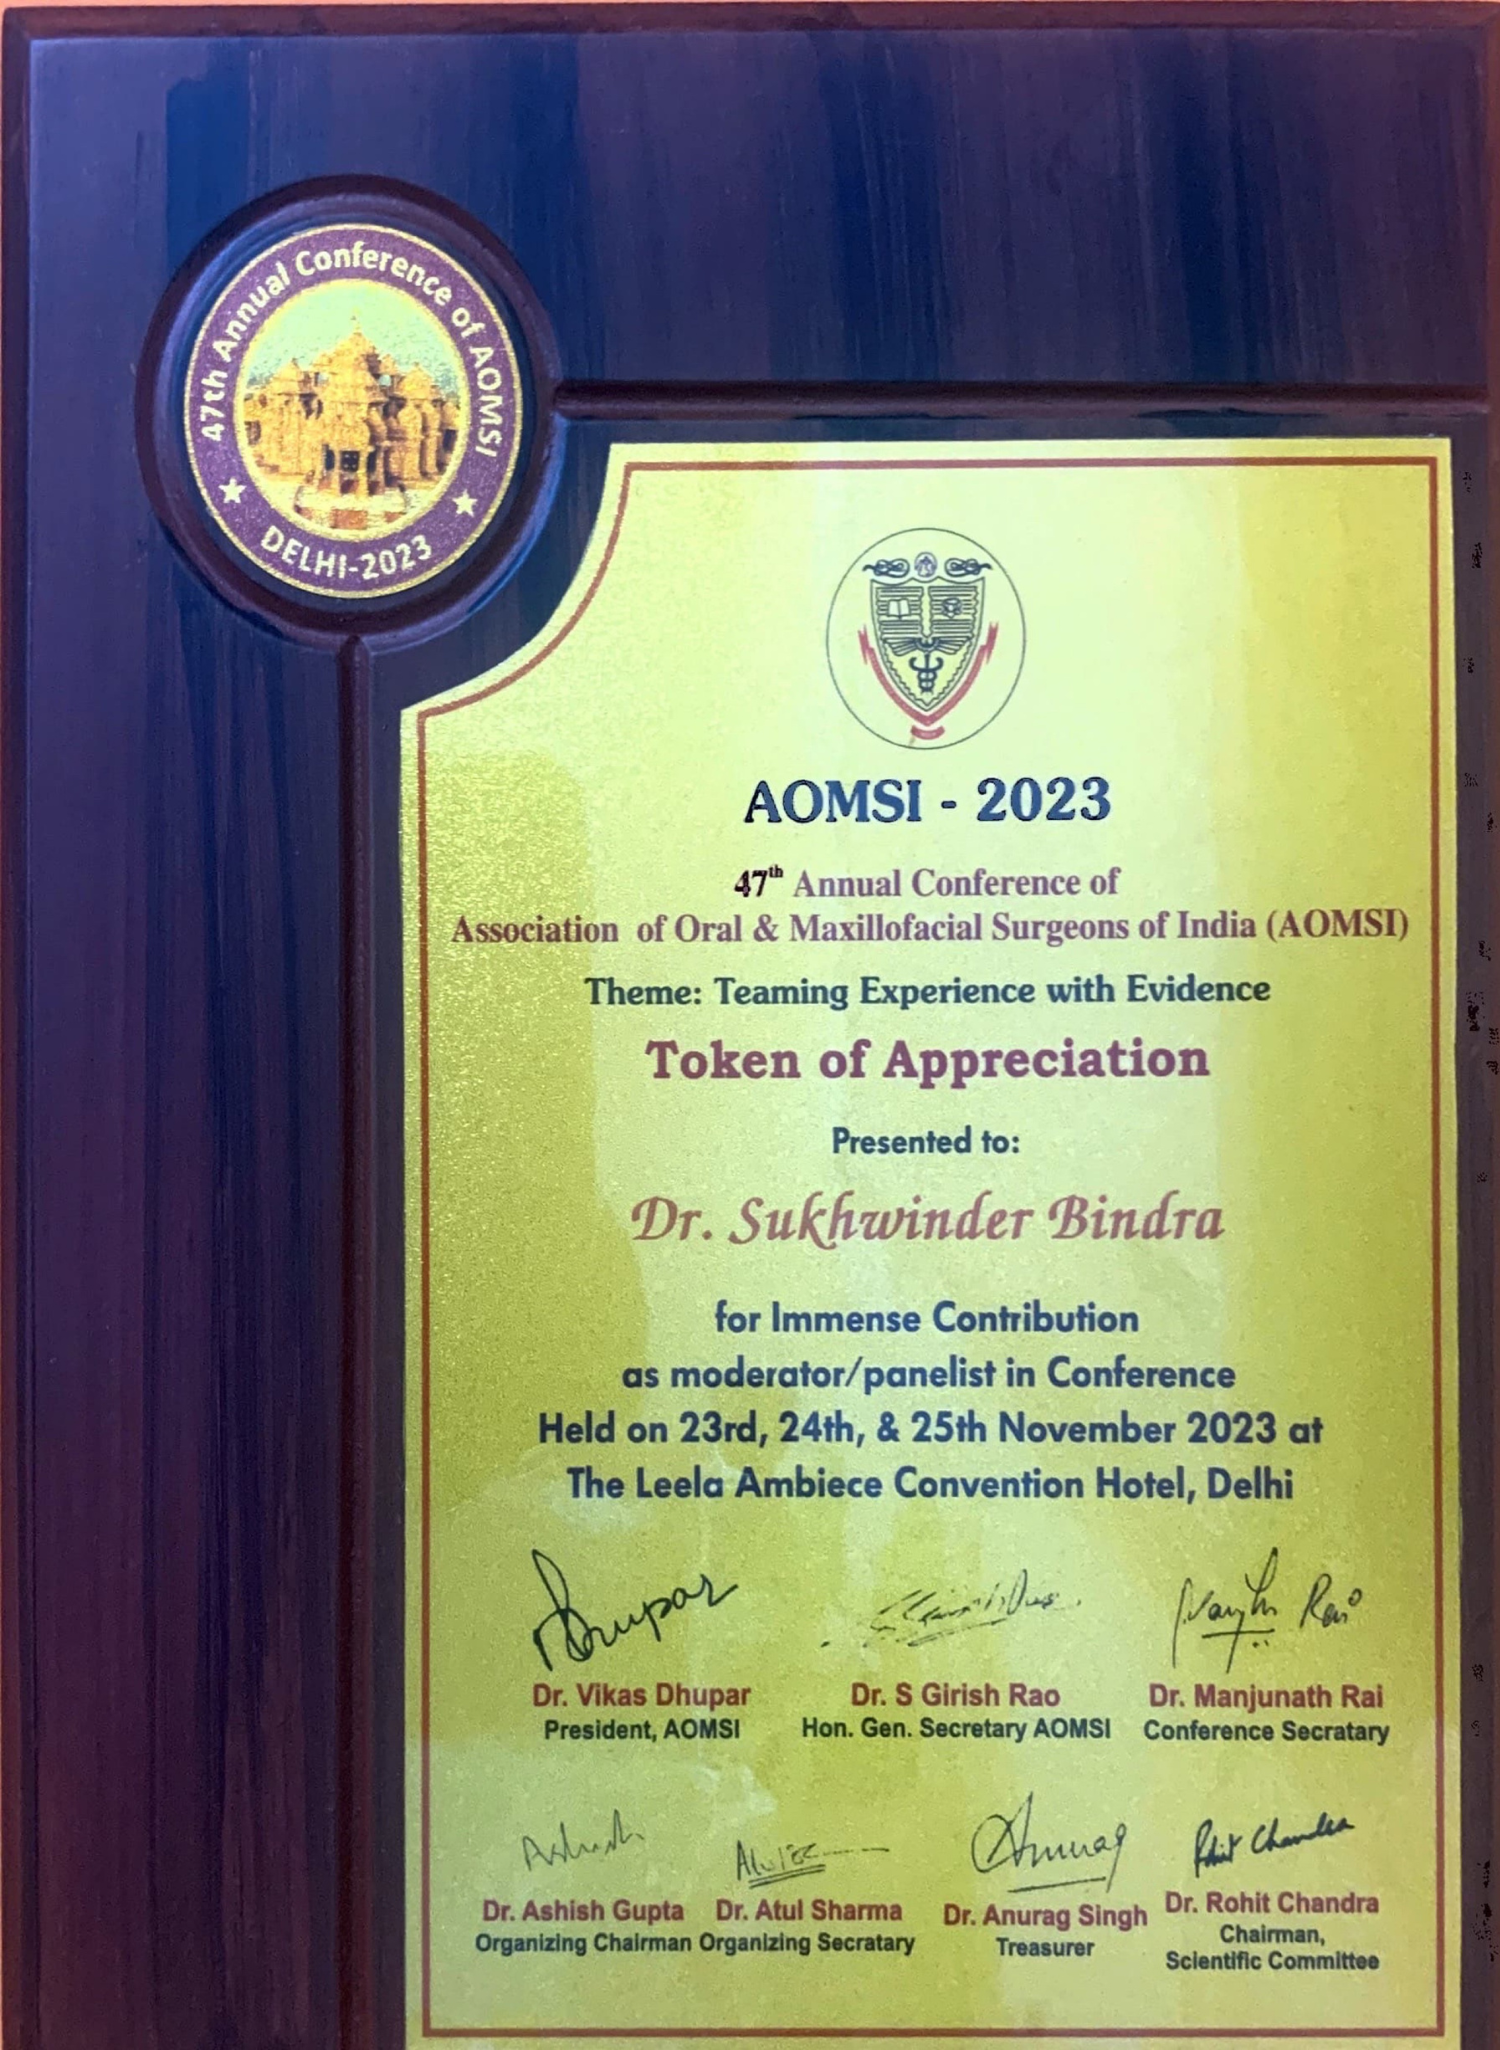 47th Annual Conference of AOMSI
DELHI-2023
AOMSI - 2023
47th Annual Conference of
Association of Oral & Maxillofacial Surgeons of India (AOMSI)
Theme: Teaming Experience with Evidence
Token of Appreciation
Presented to:
Dr. Sukhwinder Bindra
for Immense Contribution
as moderator/panelist in Conference
Held on 23rd, 24th, & 25th November 2023 at
The Leela Ambiece Convention Hotel, Delhi
Dhupar
Manjunath Rai
Dr. Vikas Dhupar Dr. S Girish Rao Dr. Manjunath Rai
President, AOMSI Hon. Gen. Secretary AOMSI Conference Secratary
Ashish Anurag Rohit Chandra
Dr. Ashish Gupta Dr. Atul Sharma Dr. Anurag Singh Dr. Rohit Chandra
Organizing Chairman Organizing Secratary Treasurer Chairman,
Scientific Committee